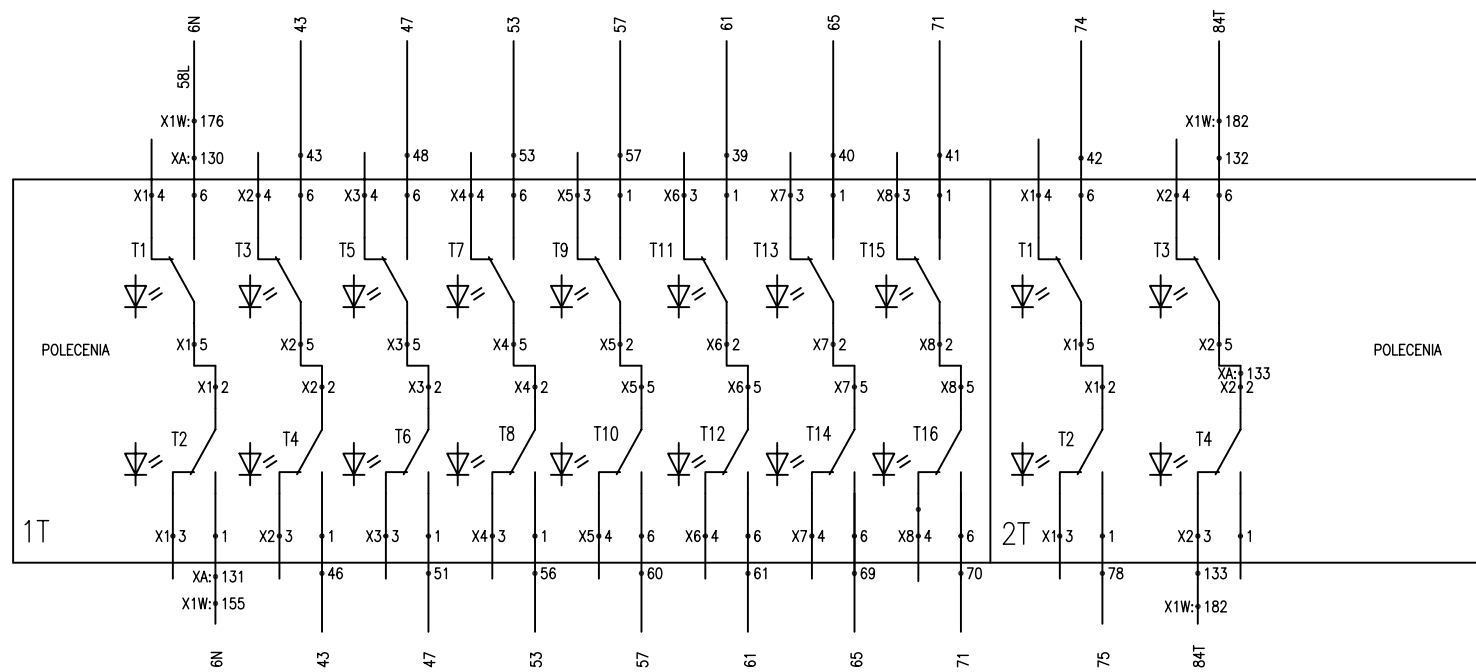 6N 43 47 53 57 61 65 71 74 84T
58L
X1W: 176 X1W: 182
XA: 130 43 48 53 57 39 40 41 42 132
X1 4 6 X2 4 6 X3 4 6 X4 4 6 X5 3 1 X6 3 1 X7 3 1 X8 3 1 X1 4 6 X2 4 6
T1 T3 T5 T7 T9 T11 T13 T15 T1 T3
POLECENIA X1 5 X2 5 X3 5 X4 5 X5 2 X6 2 X7 2 X8 2 X1 5 X2 5 POLECENIA
XA: 133
X1 2 X2 2 X3 2 X4 2 X5 5 X6 5 X7 5 X8 5 X1 2 X2 2
T2 T4 T6 T8 T10 T12 T14 T16 T2 T4
1T X1 3 1 X2 3 1 X3 3 1 X4 3 1 X5 4 6 X6 4 6 X7 4 6 X8 4 6 2T X1 3 1 X2 3 1
XA: 131 46 51 56 60 61 69 70 78 133
X1W: 155 X1W: 182
6N 43 47 53 57 61 65 71 75 84T